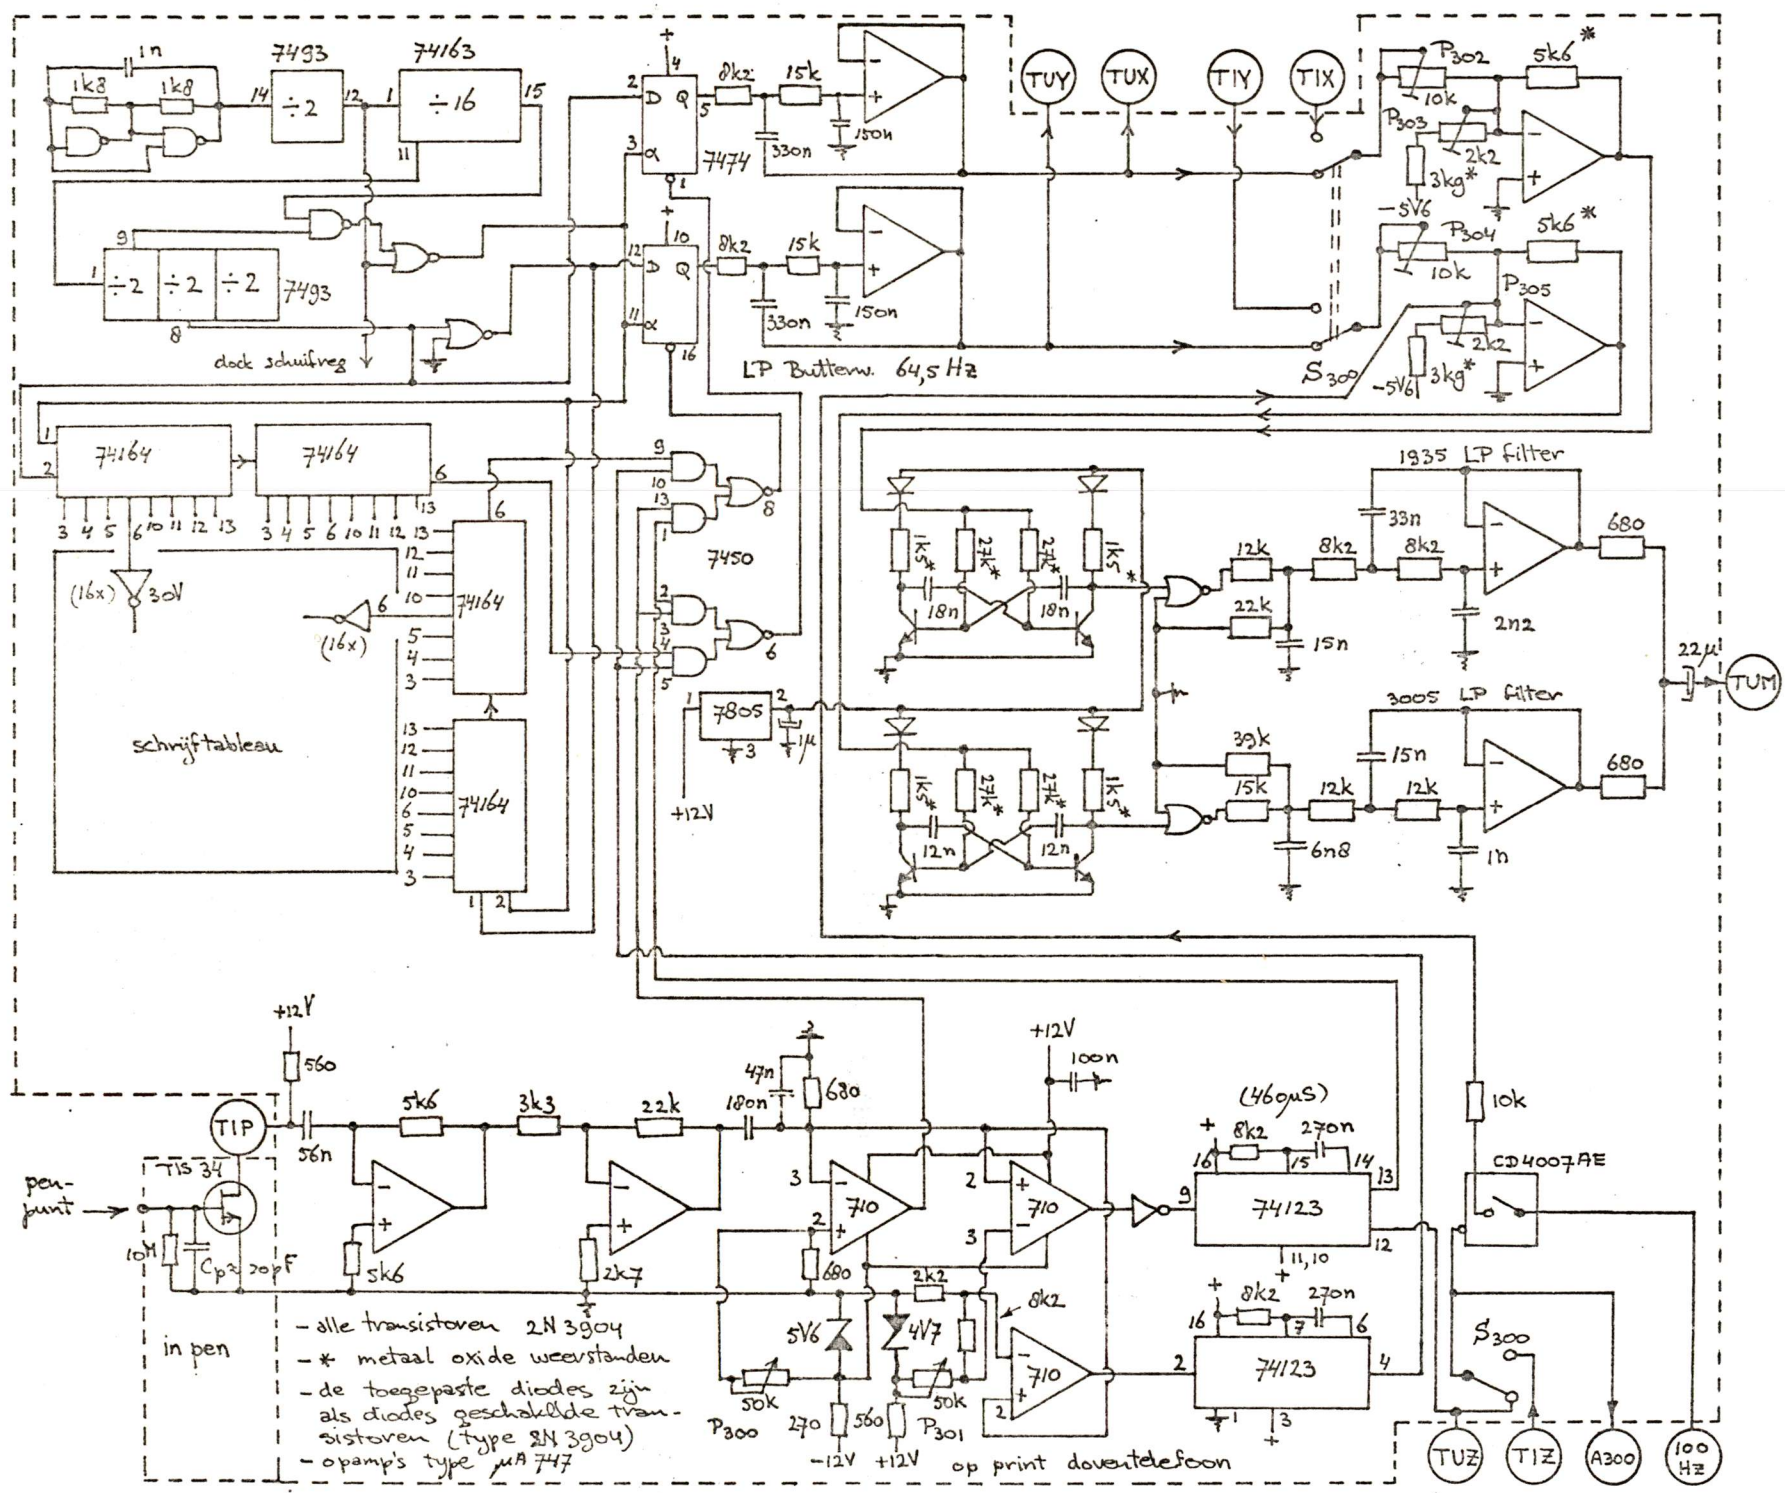 1n
7493
74163
1k8
1k8
14
÷2
12
1
÷16
15
11
9
1
÷2
÷2
÷2
7493
8
clock schuifreg
+
4
2
D
Q
5
3
α
7474
1
8k2
15k
-
+
330n
150n
+
10
12
D
Q
11
α
16
8k2
15k
-
+
330n
150n
LP Butterw. 64,5 Hz
TUY
TUX
TIY
TIX
P302
10k
5k6*
P303
2k2
3kg*
-5V6
-
+
P304
10k
5k6*
P305
2k2
3kg*
-5V6
-
+
S300
1
2
74164
74164
6
3 4 5 6 10 11 12 13
3 4 5 6 10 11 12 13
(16x)
30V
6
(16x)
schrijftableau
6
13
12
11
10
5
4
3
74164
13
12
11
10
6
5
4
3
74164
1
2
9
10
13
1
8
7450
2
3
4
5
6
1
7805
2
3
1µ
+12V
1k5*
27k*
27k*
1k5*
18n
18n
1k5*
27k*
27k*
1k5*
12n
12n
1935 LP filter
12k
8k2
8k2
33n
22k
15n
2n2
-
+
680
3005 LP filter
39k
15k
12k
12k
15n
6n8
1n
-
+
680
22µ
TUM
+12V
560
TIP
56n
5k6
3k3
22k
180n
47n
680
TIS 34
pen-
punt
10M
Cp≈20pF
in pen
-
+
5k6
-
+
2k7
3
-
710
2
+
680
+12V
100n
2
+
710
3
-
2k2
8k2
5V6
4V7
50k
P300
270
-12V
560
+12V
50k
P301
-
710
+
2
(460µS)
+
8k2
270n
16
15
14
13
9
74123
12
11,10
+
+
8k2
270n
16
7
6
2
74123
4
1
3
+
10k
CD4007AE
S300
TUZ
TIZ
A300
100
HZ
- alle transistoren 2N3904
- * metaal oxide weerstanden
- de toegepaste diodes zijn
als diodes geschakelde tran-
sistoren (type 2N3904)
- opamp's type µA747
op print doventelefoon